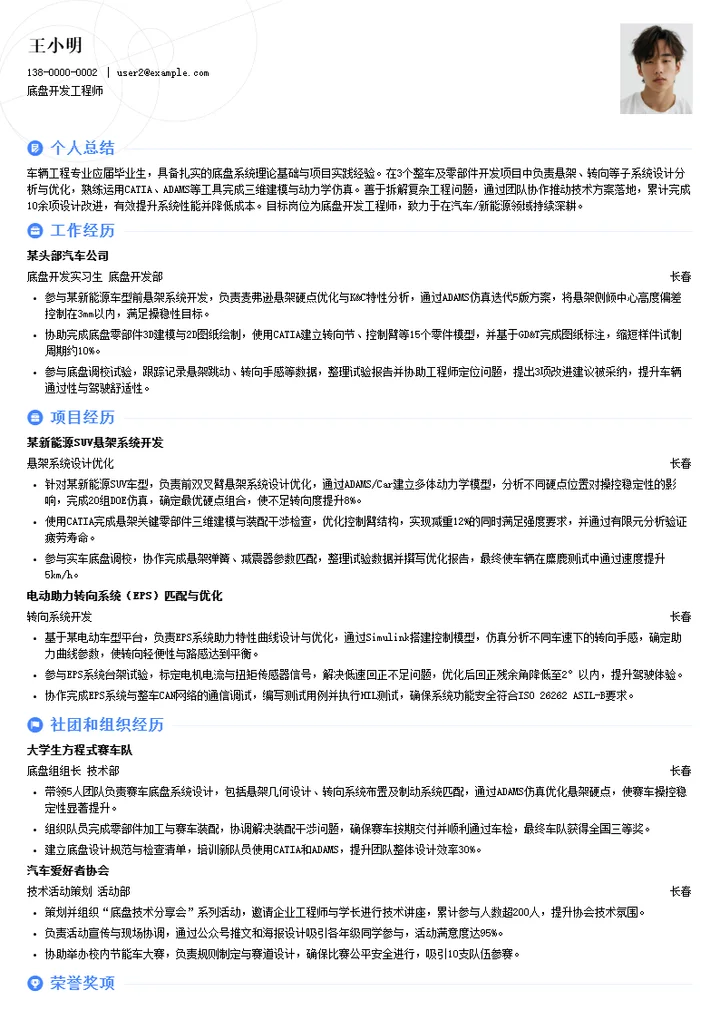 王小明
138-0000-0002 | user2@example.com
底盘开发工程师
个人总结
车辆工程专业应届毕业生，具备扎实的底盘系统理论基础与项目实践经验。在3个整车及零部件开发项目中负责悬架、转向等子系统设计分
析与优化，熟练运用CATIA、ADAMS等工具完成三维建模与动力学仿真。善于拆解复杂工程问题，通过团队协作推动技术方案落地，累计完成
10余项设计改进，有效提升系统性能并降低成本。目标岗位为底盘开发工程师，致力于在汽车/新能源领域持续深耕。
工作经历
某头部汽车公司
底盘开发实习生 底盘开发部 长春
• 参与某新能源车型前悬架系统开发，负责麦弗逊悬架硬点优化与K&C特性分析，通过ADAMS仿真迭代5版方案，将悬架侧倾中心高度偏差
控制在3mm以内，满足操稳性目标。
• 协助完成底盘零部件3D建模与2D图纸绘制，使用CATIA建立转向节、控制臂等15个零件模型，并基于GD&T完成图纸标注，缩短样件试制
周期约10%。
• 参与底盘调校试验，跟踪记录悬架跳动、转向手感等数据，整理试验报告并协助工程师定位问题，提出3项改进建议被采纳，提升车辆
通过性与驾驶舒适性。
项目经历
某新能源SUV悬架系统开发
悬架系统设计优化 长春
• 针对某新能源SUV车型，负责前双叉臂悬架系统设计优化，通过ADAMS/Car建立多体动力学模型，分析不同硬点位置对操控稳定性的影
响，完成20组DOE仿真，确定最优硬点组合，使不足转向度提升8%。
• 使用CATIA完成悬架关键零部件三维建模与装配干涉检查，优化控制臂结构，实现减重12%的同时满足强度要求，并通过有限元分析验证
疲劳寿命。
• 参与实车底盘调校，协作完成悬架弹簧、减震器参数匹配，整理试验数据并撰写优化报告，最终使车辆在麋鹿测试中通过速度提升
5km/h。
电动助力转向系统（EPS）匹配与优化
转向系统开发 长春
• 基于某电动车型平台，负责EPS系统助力特性曲线设计与优化，通过Simulink搭建控制模型，仿真分析不同车速下的转向手感，确定助
力曲线参数，使转向轻便性与路感达到平衡。
• 参与EPS系统台架试验，标定电机电流与扭矩传感器信号，解决低速回正不足问题，优化后回正残余角降低至2°以内，提升驾驶体验。
• 协作完成EPS系统与整车CAN网络的通信调试，编写测试用例并执行HIL测试，确保系统功能安全符合ISO 26262 ASIL-B要求。
社团和组织经历
大学生方程式赛车队
底盘组组长 技术部 长春
• 带领5人团队负责赛车底盘系统设计，包括悬架几何设计、转向系统布置及制动系统匹配，通过ADAMS仿真优化悬架硬点，使赛车操控稳
定性显著提升。
• 组织队员完成零部件加工与赛车装配，协调解决装配干涉问题，确保赛车按期交付并顺利通过车检，最终车队获得全国三等奖。
• 建立底盘设计规范与检查清单，培训新队员使用CATIA和ADAMS，提升团队整体设计效率30%。
汽车爱好者协会
技术活动策划 活动部 长春
• 策划并组织“底盘技术分享会”系列活动，邀请企业工程师与学长进行技术讲座，累计参与人数超200人，提升协会技术氛围。
• 负责活动宣传与现场协调，通过公众号推文和海报设计吸引各年级同学参与，活动满意度达95%。
• 协助举办校内节能车大赛，负责规则制定与赛道设计，确保比赛公平安全进行，吸引10支队伍参赛。
荣誉奖项